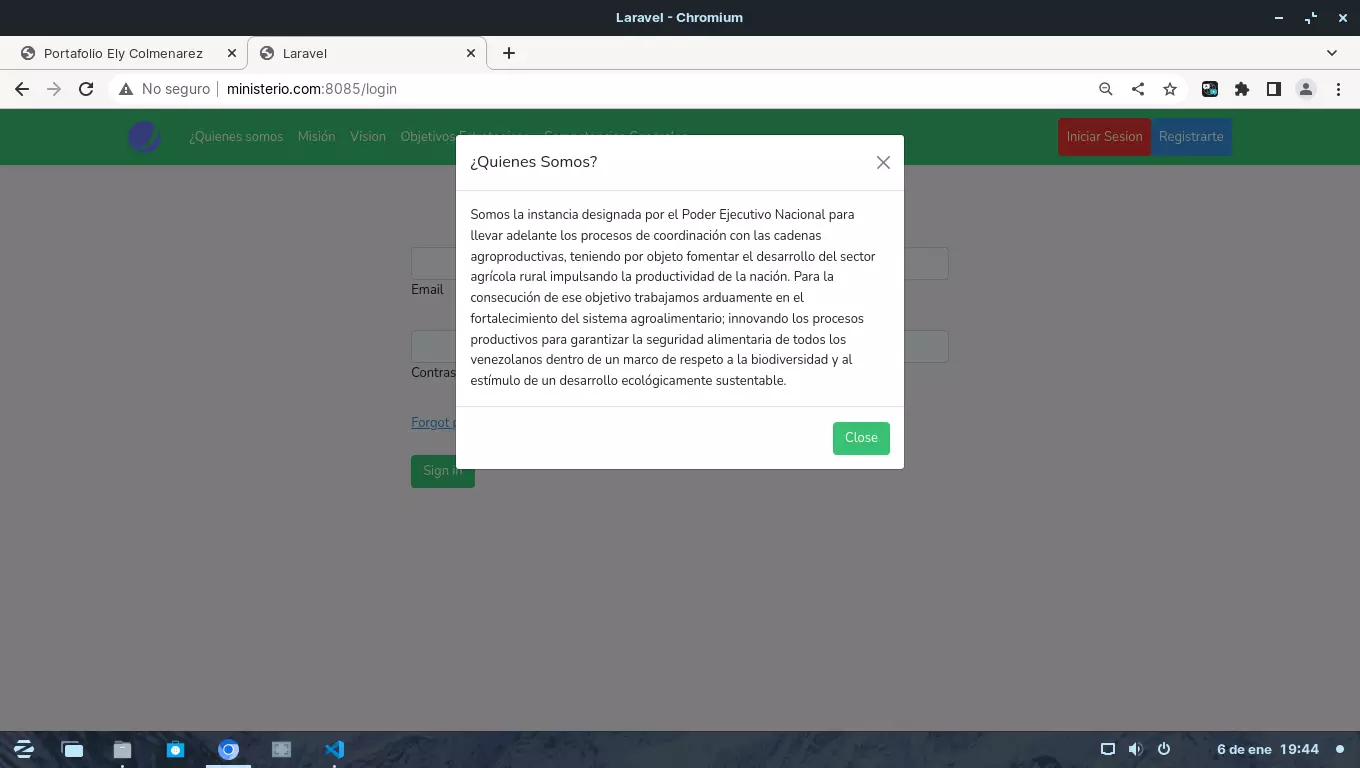 Laravel - Chromium
Portafolio Ely Colmenarez
Laravel
No seguro
ministerio.com:8085/login
¿Quienes somos Misión Vision Objetivos Estrategicos Competencias Generales
Iniciar Sesion Registrarte
¿Quienes Somos?
Somos la instancia designada por el Poder Ejecutivo Nacional para
llevar adelante los procesos de coordinación con las cadenas
agroproductivas, teniendo por objeto fomentar el desarrollo del sector
agrícola rural impulsando la productividad de la nación. Para la
consecución de ese objetivo trabajamos arduamente en el
fortalecimiento del sistema agroalimentario; innovando los procesos
productivos para garantizar la seguridad alimentaria de todos los
venezolanos dentro de un marco de respeto a la biodiversidad y al
estímulo de un desarrollo ecológicamente sustentable.
Close
Email
Contras
Forgot
Sign in
6 de ene 19:44